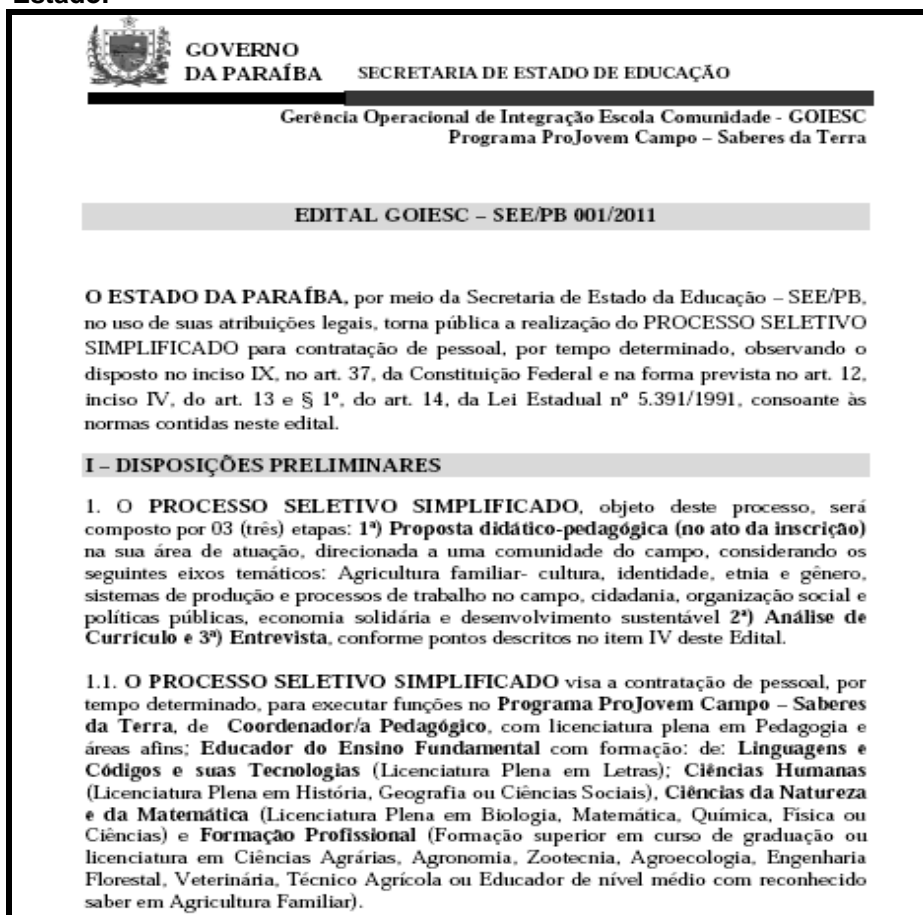 Estado.
GOVERNO
DA PARAÍBA SECRETARIA DE ESTADO DE EDUCAÇÃO
Gerência Operacional de Integração Escola Comunidade - GOIESC
Programa ProJovem Campo – Saberes da Terra
EDITAL GOIESC – SEE/PB 001/2011
O ESTADO DA PARAÍBA, por meio da Secretaria de Estado da Educação – SEE/PB,
no uso de suas atribuições legais, torna pública a realização do PROCESSO SELETIVO
SIMPLIFICADO para contratação de pessoal, por tempo determinado, observando o
disposto no inciso IX, no art. 37, da Constituição Federal e na forma prevista no art. 12,
inciso IV, do art. 13 e § 1º, do art. 14, da Lei Estadual nº 5.391/1991, consoante às
normas contidas neste edital.
I – DISPOSIÇÕES PRELIMINARES
1. O PROCESSO SELETIVO SIMPLIFICADO, objeto deste processo, será
composto por 03 (três) etapas: 1ª) Proposta didático-pedagógica (no ato da inscrição)
na sua área de atuação, direcionada a uma comunidade do campo, considerando os
seguintes eixos temáticos: Agricultura familiar- cultura, identidade, etnia e gênero,
sistemas de produção e processos de trabalho no campo, cidadania, organização social e
políticas públicas, economia solidária e desenvolvimento sustentável 2ª) Análise de
Currículo e 3ª) Entrevista, conforme pontos descritos no item IV deste Edital.
1.1. O PROCESSO SELETIVO SIMPLIFICADO visa a contratação de pessoal, por
tempo determinado, para executar funções no Programa ProJovem Campo – Saberes
da Terra, de Coordenador/a Pedagógico, com licenciatura plena em Pedagogia e
áreas afins; Educador do Ensino Fundamental com formação: de: Linguagens e
Códigos e suas Tecnologias (Licenciatura Plena em Letras); Ciências Humanas
(Licenciatura Plena em História, Geografia ou Ciências Sociais), Ciências da Natureza
e da Matemática (Licenciatura Plena em Biologia, Matemática, Química, Física ou
Ciências) e Formação Profissional (Formação superior em curso de graduação ou
licenciatura em Ciências Agrárias, Agronomia, Zootecnia, Agroecologia, Engenharia
Florestal, Veterinária, Técnico Agrícola ou Educador de nível médio com reconhecido
saber em Agricultura Familiar).